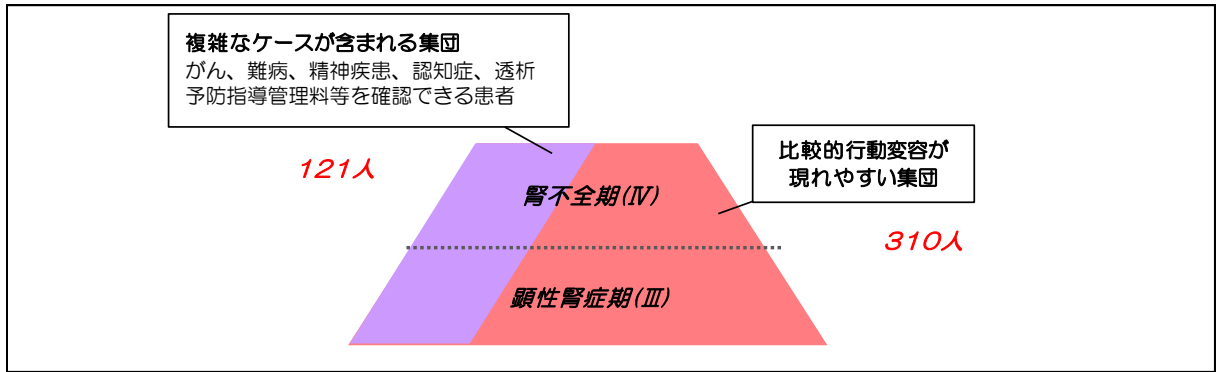 複雑なケースが含まれる集団
がん、難病、精神疾患、認知症、透析
予防指導管理料等を確認できる患者
121人
比較的行動変容が
現れやすい集団
腎不全期(Ⅳ)
310人
顕性腎症期(Ⅲ)